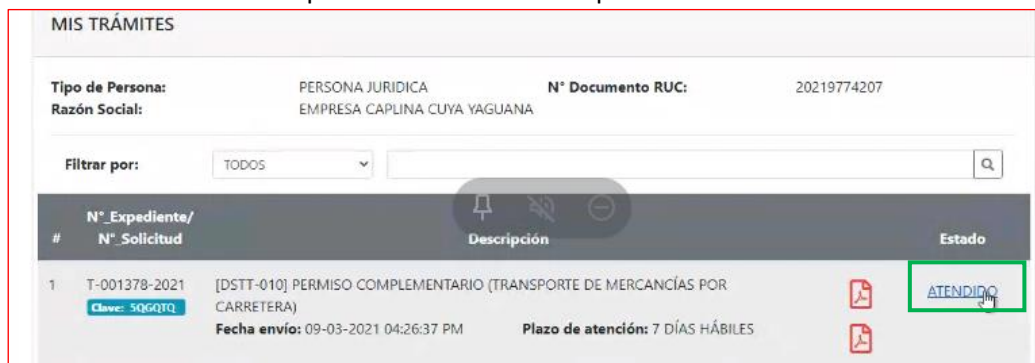 MIS TRÁMITES
Tipo de Persona: PERSONA JURIDICA N° Documento RUC: 20219774207
Razón Social: EMPRESA CAPLINA CUYA YAGUANA
Filtrar por: TODOS
N°_Expediente/
# N°_Solicitud Descripción Estado
1 T-001378-2021 [DSTT-010] PERMISO COMPLEMENTARIO (TRANSPORTE DE MERCANCÍAS POR ATENDIDO
Clave: 5QGQTQ CARRETERA)
Fecha envío: 09-03-2021 04:26:37 PM Plazo de atención: 7 DÍAS HÁBILES